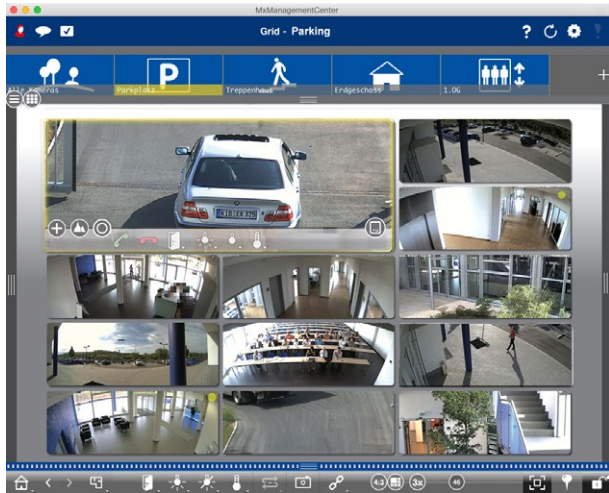 MxManagementCenter
Grid - Parking
?
P
Alle Kameras
Parkplatz
Treppenhaus
Erdgeschoss
1.OG
+
4:3
3x